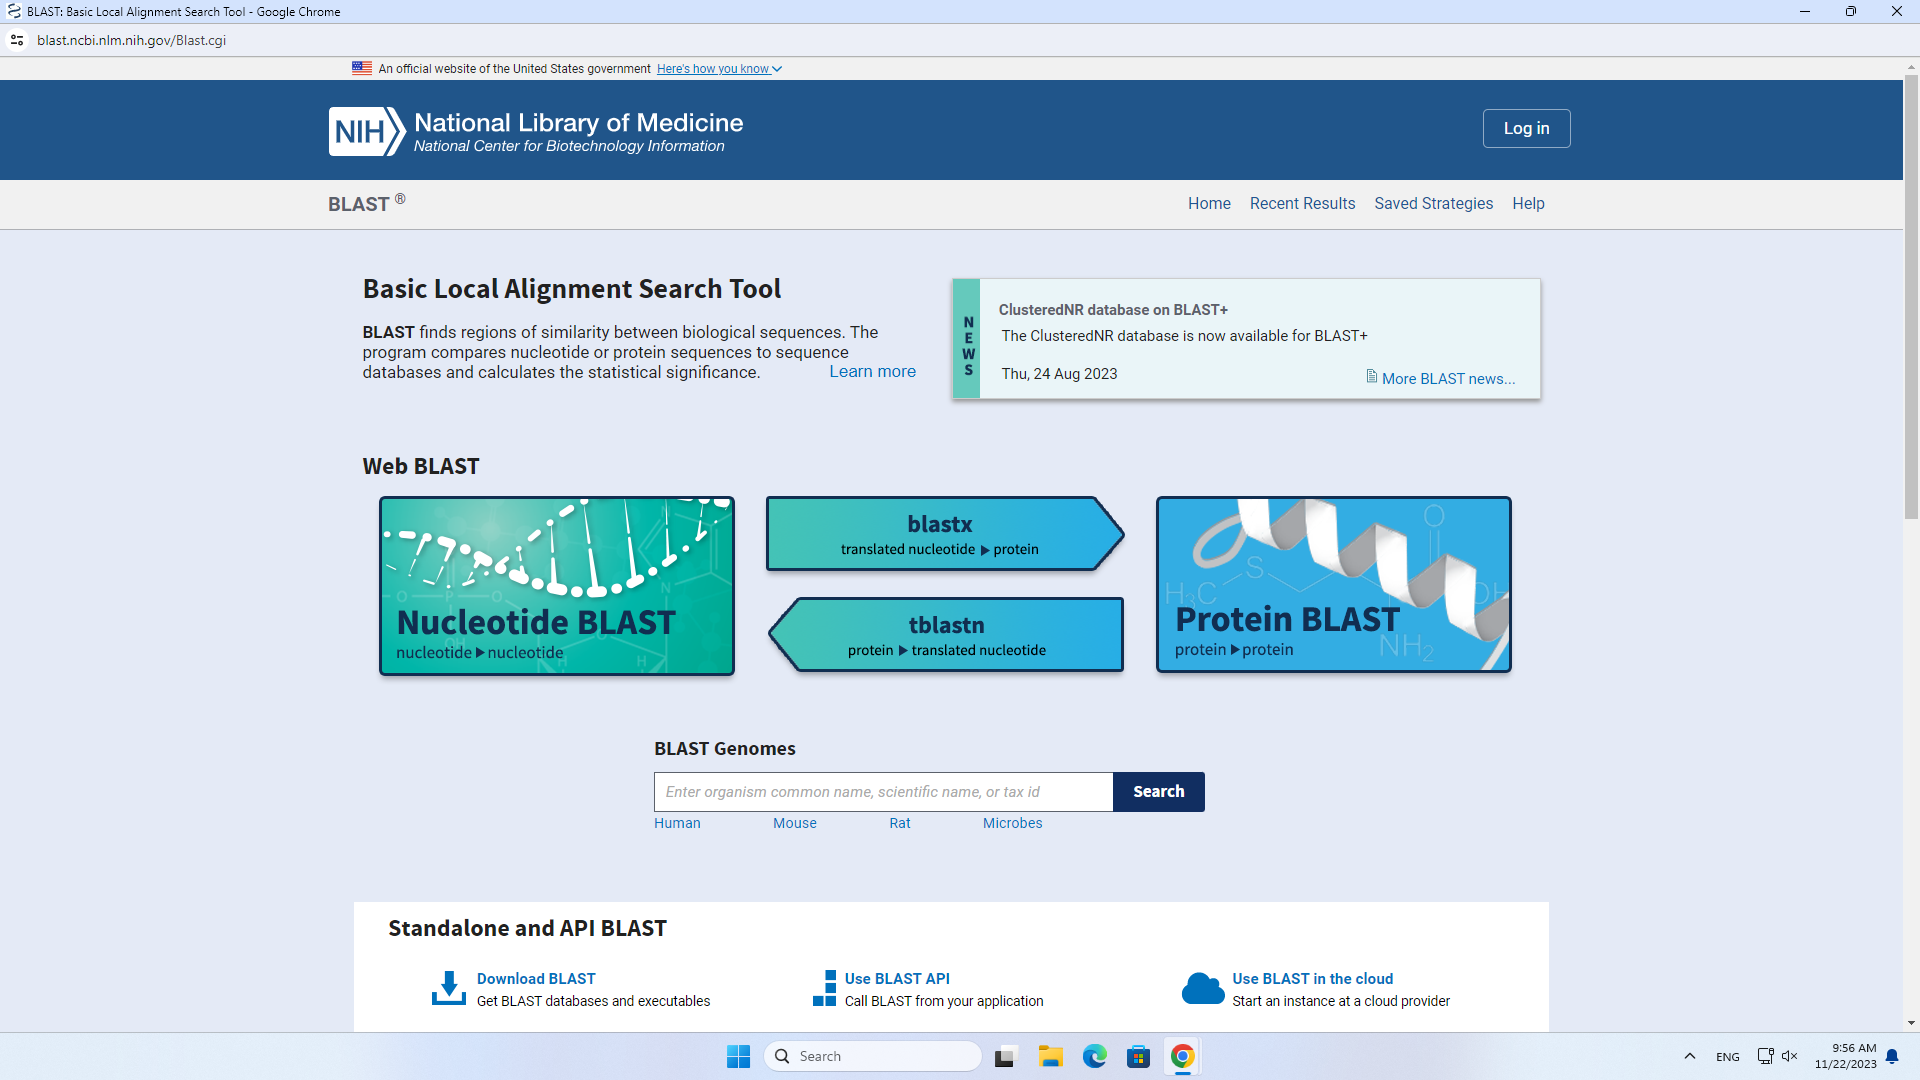 BLAST: Basic Local Alignment Search Tool - Google Chrome
blast.ncbi.nlm.nih.gov/Blast.cgi
An official website of the United States government Here's how you know
NIH National Library of Medicine
National Center for Biotechnology Information
Log in
BLAST ®
Home Recent Results Saved Strategies Help
Basic Local Alignment Search Tool
BLAST finds regions of similarity between biological sequences. The
program compares nucleotide or protein sequences to sequence
databases and calculates the statistical significance. Learn more
NEWS
ClusteredNR database on BLAST+
The ClusteredNR database is now available for BLAST+
Thu, 24 Aug 2023
More BLAST news...
Web BLAST
Nucleotide BLAST
nucleotide ▶ nucleotide
blastx
translated nucleotide ▶ protein
tblastn
protein ▶ translated nucleotide
H₃C S O OH NH₂
Protein BLAST
protein ▶ protein
BLAST Genomes
Enter organism common name, scientific name, or tax id
Search
Human Mouse Rat Microbes
Standalone and API BLAST
Download BLAST
Get BLAST databases and executables
Use BLAST API
Call BLAST from your application
Use BLAST in the cloud
Start an instance at a cloud provider
Search
ENG
9:56 AM
11/22/2023